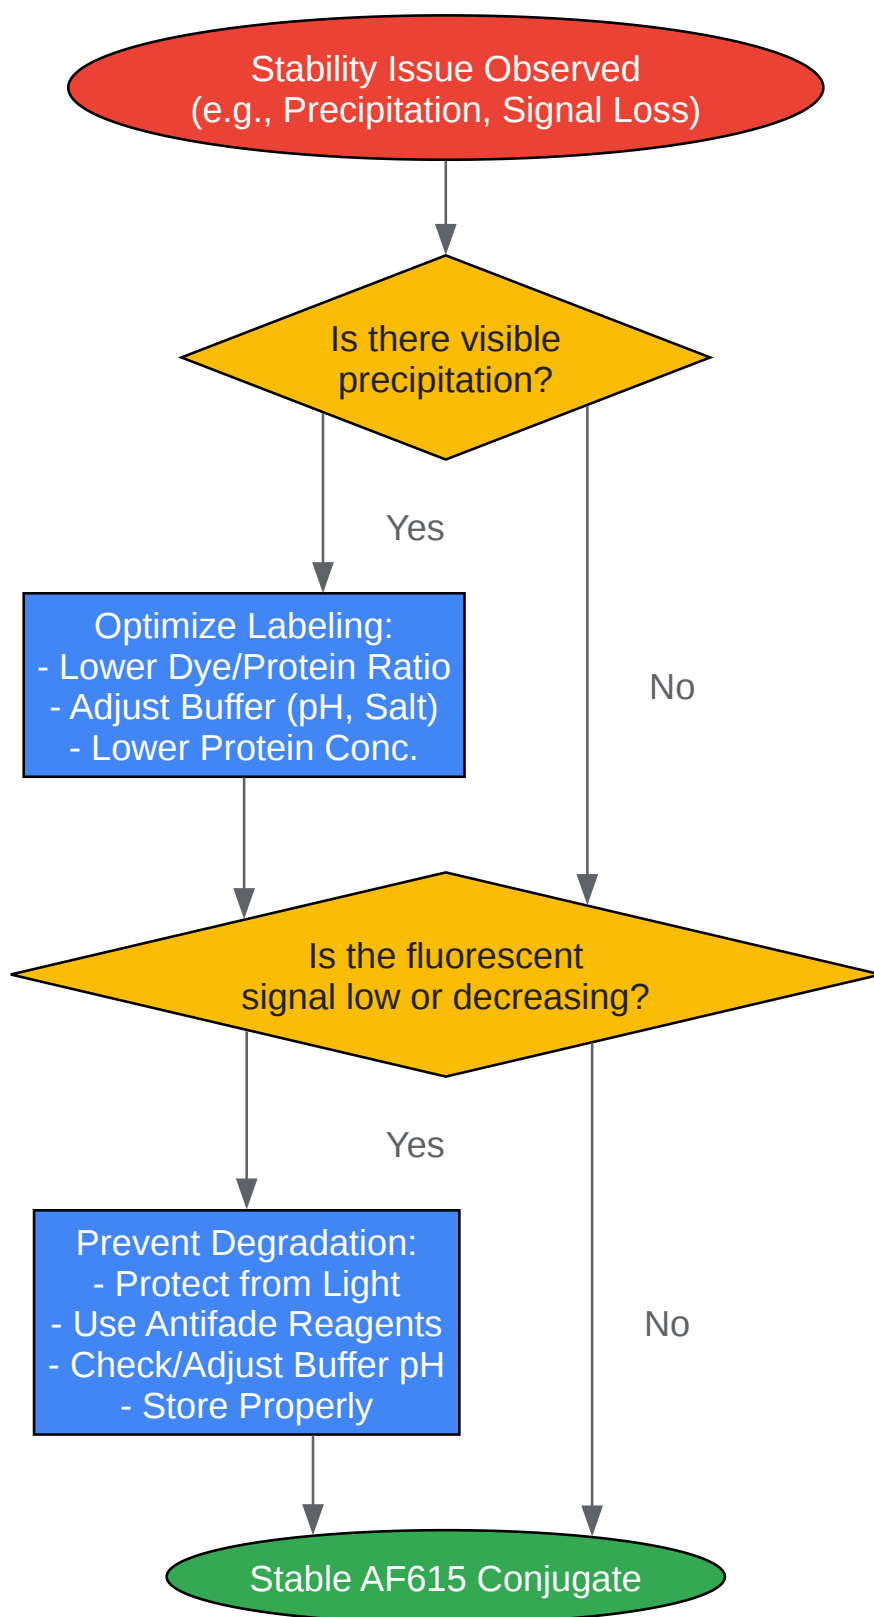 Stability Issue Observed
(e.g., Precipitation, Signal Loss)
Is there visible
precipitation?
Yes
Optimize Labeling:
- Lower Dye/Protein Ratio
- Adjust Buffer (pH, Salt)
- Lower Protein Conc.
No
Is the fluorescent
signal low or decreasing?
Yes
Prevent Degradation:
- Protect from Light
- Use Antifade Reagents
- Check/Adjust Buffer pH
- Store Properly
No
Stable AF615 Conjugate